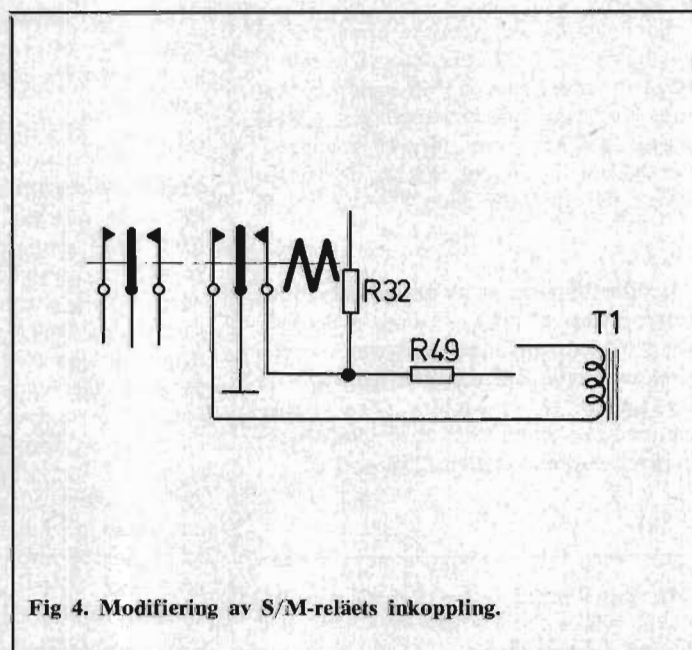 R32
T1
R49
Fig 4. Modifiering av S/M-reläets inkoppling.